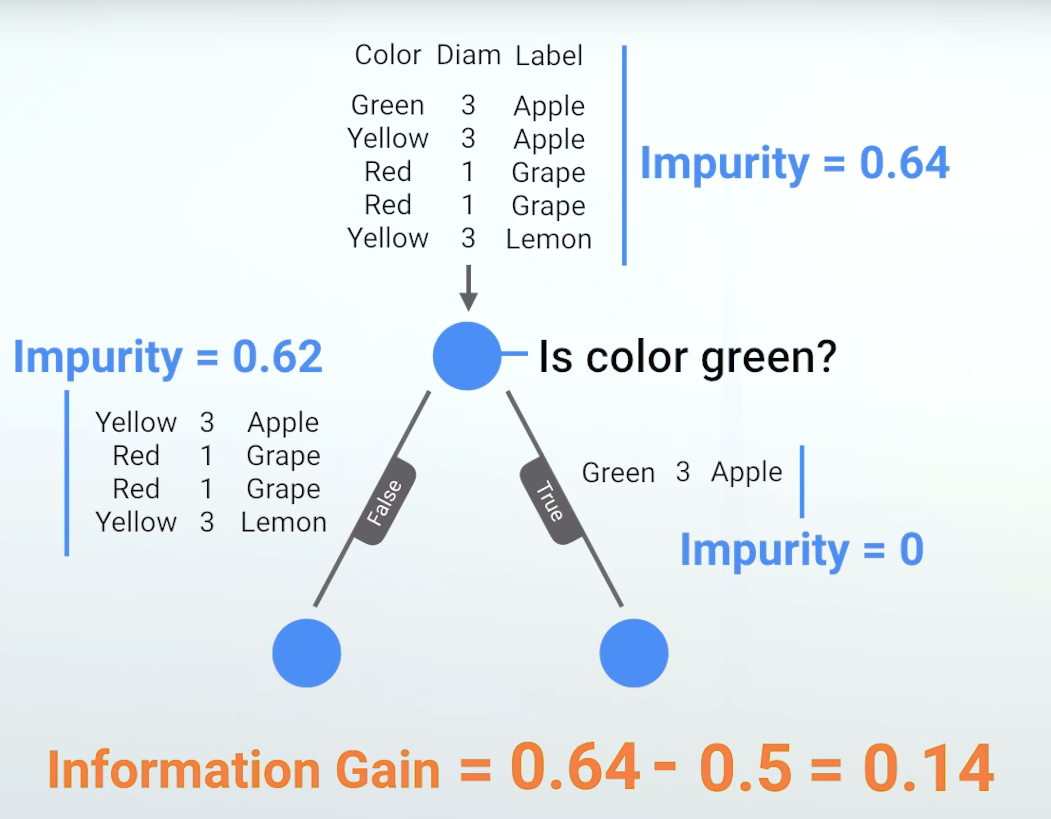 Color Diam Label
Green 3 Apple
Yellow 3 Apple
Red 1 Grape
Red 1 Grape
Yellow 3 Lemon
Impurity = 0.64
Is color green?
Impurity = 0.62
Yellow 3 Apple
Red 1 Grape
Red 1 Grape
Yellow 3 Lemon
False
True
Green 3 Apple
Impurity = 0
Information Gain = 0.64 - 0.5 = 0.14